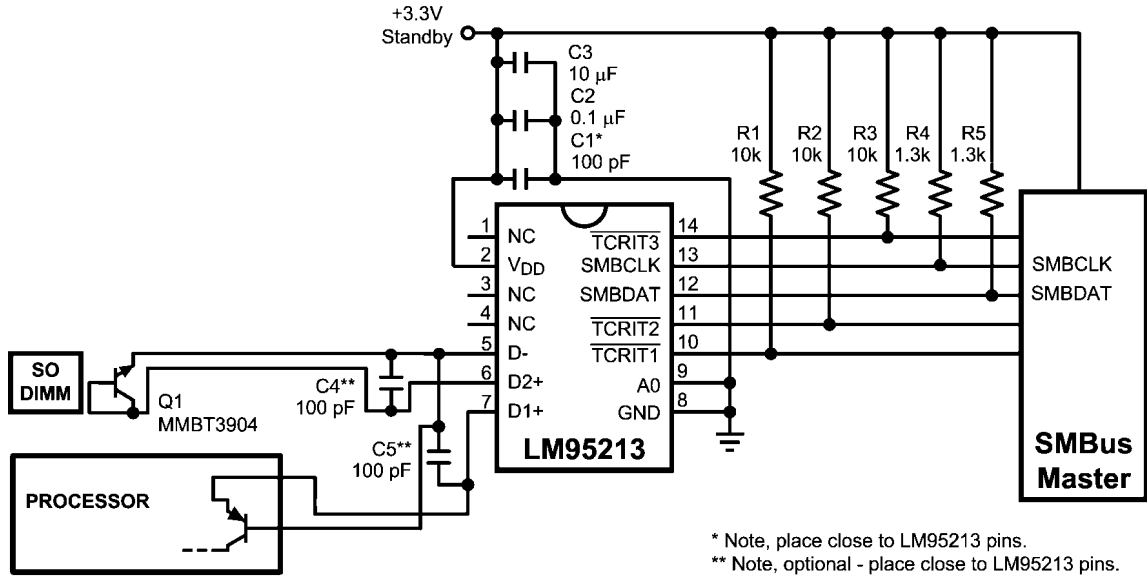 +3.3V
Standby
C3
10 μF
C2
0.1 μF
C1*
100 pF
R1
10k
R2
10k
R3
10k
R4
1.3k
R5
1.3k
1
NC
2
VDD
3
NC
4
NC
5
D-
6
D2+
7
D1+
TCRIT3
14
SMBCLK
13
SMBDAT
12
TCRIT2
11
TCRIT1
10
A0
9
GND
8
LM95213
SMBCLK
SMBDAT
SMBus
Master
SO
DIMM
Q1
MMBT3904
C4**
100 pF
C5**
100 pF
PROCESSOR
* Note, place close to LM95213 pins.
** Note, optional - place close to LM95213 pins.